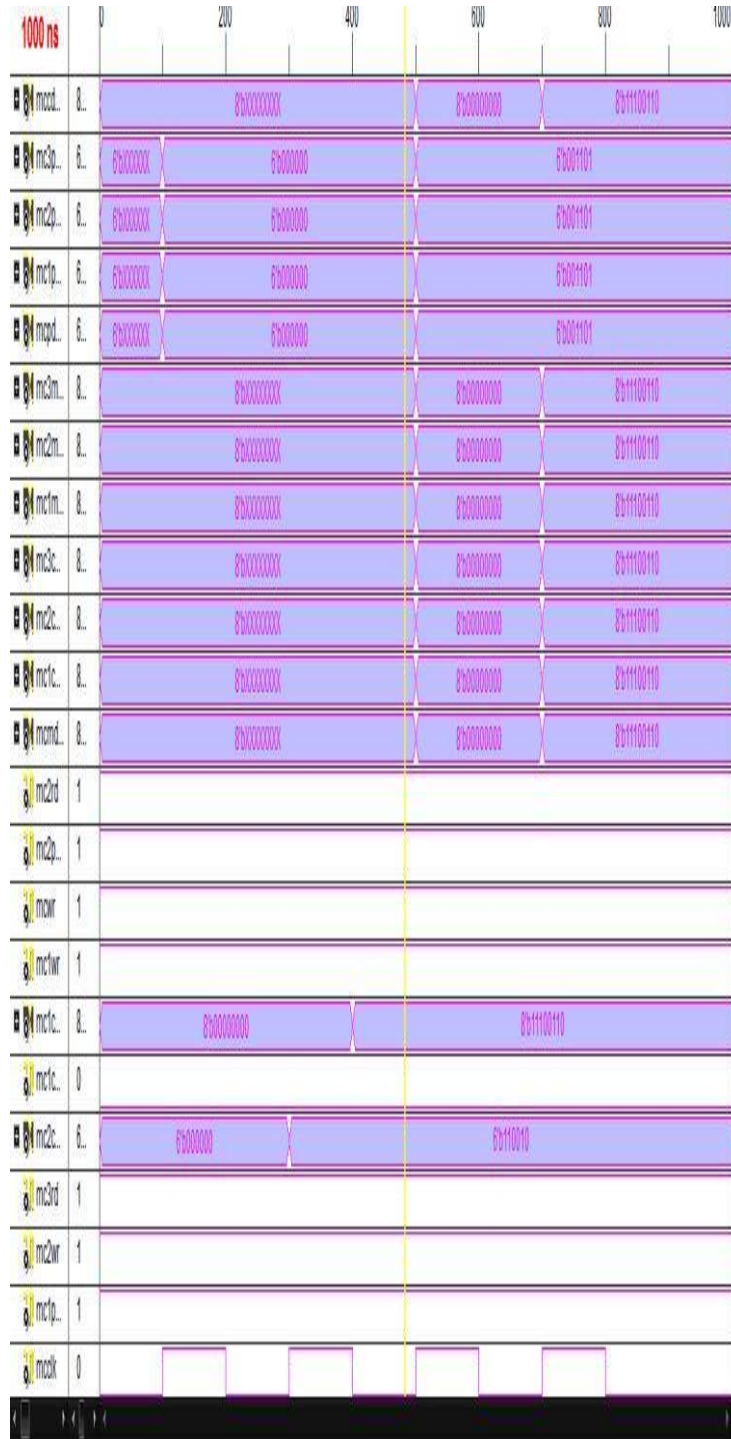 1000 ns 0 200 400 600 800 1000
mccd... 8... 8'bXXXXXXXX 8'b00000000 8'b11100110
mc3p... 6... 6'bXXXXXX 6'b000000 6'b001101
mc2p... 6... 6'bXXXXXX 6'b000000 6'b001101
mc1p... 6... 6'bXXXXXX 6'b000000 6'b001101
mcpd... 6... 6'bXXXXXX 6'b000000 6'b001101
mc3m... 8... 8'bXXXXXXXX 8'b00000000 8'b11100110
mc2m... 8... 8'bXXXXXXXX 8'b00000000 8'b11100110
mc1m... 8... 8'bXXXXXXXX 8'b00000000 8'b11100110
mc3c... 8... 8'bXXXXXXXX 8'b00000000 8'b11100110
mc2c... 8... 8'bXXXXXXXX 8'b00000000 8'b11100110
mc1c... 8... 8'bXXXXXXXX 8'b00000000 8'b11100110
mcmd... 8... 8'bXXXXXXXX 8'b00000000 8'b11100110
mc2rd 1
mc2p... 1
mcwr 1
mc1wr 1
mc1c... 8... 8'b00000000 8'b11100110
mc1c... 0
mc2c... 6... 6'b000000 6'b110010
mc3rd 1
mc2wr 1
mc1p... 1
mcclk 0